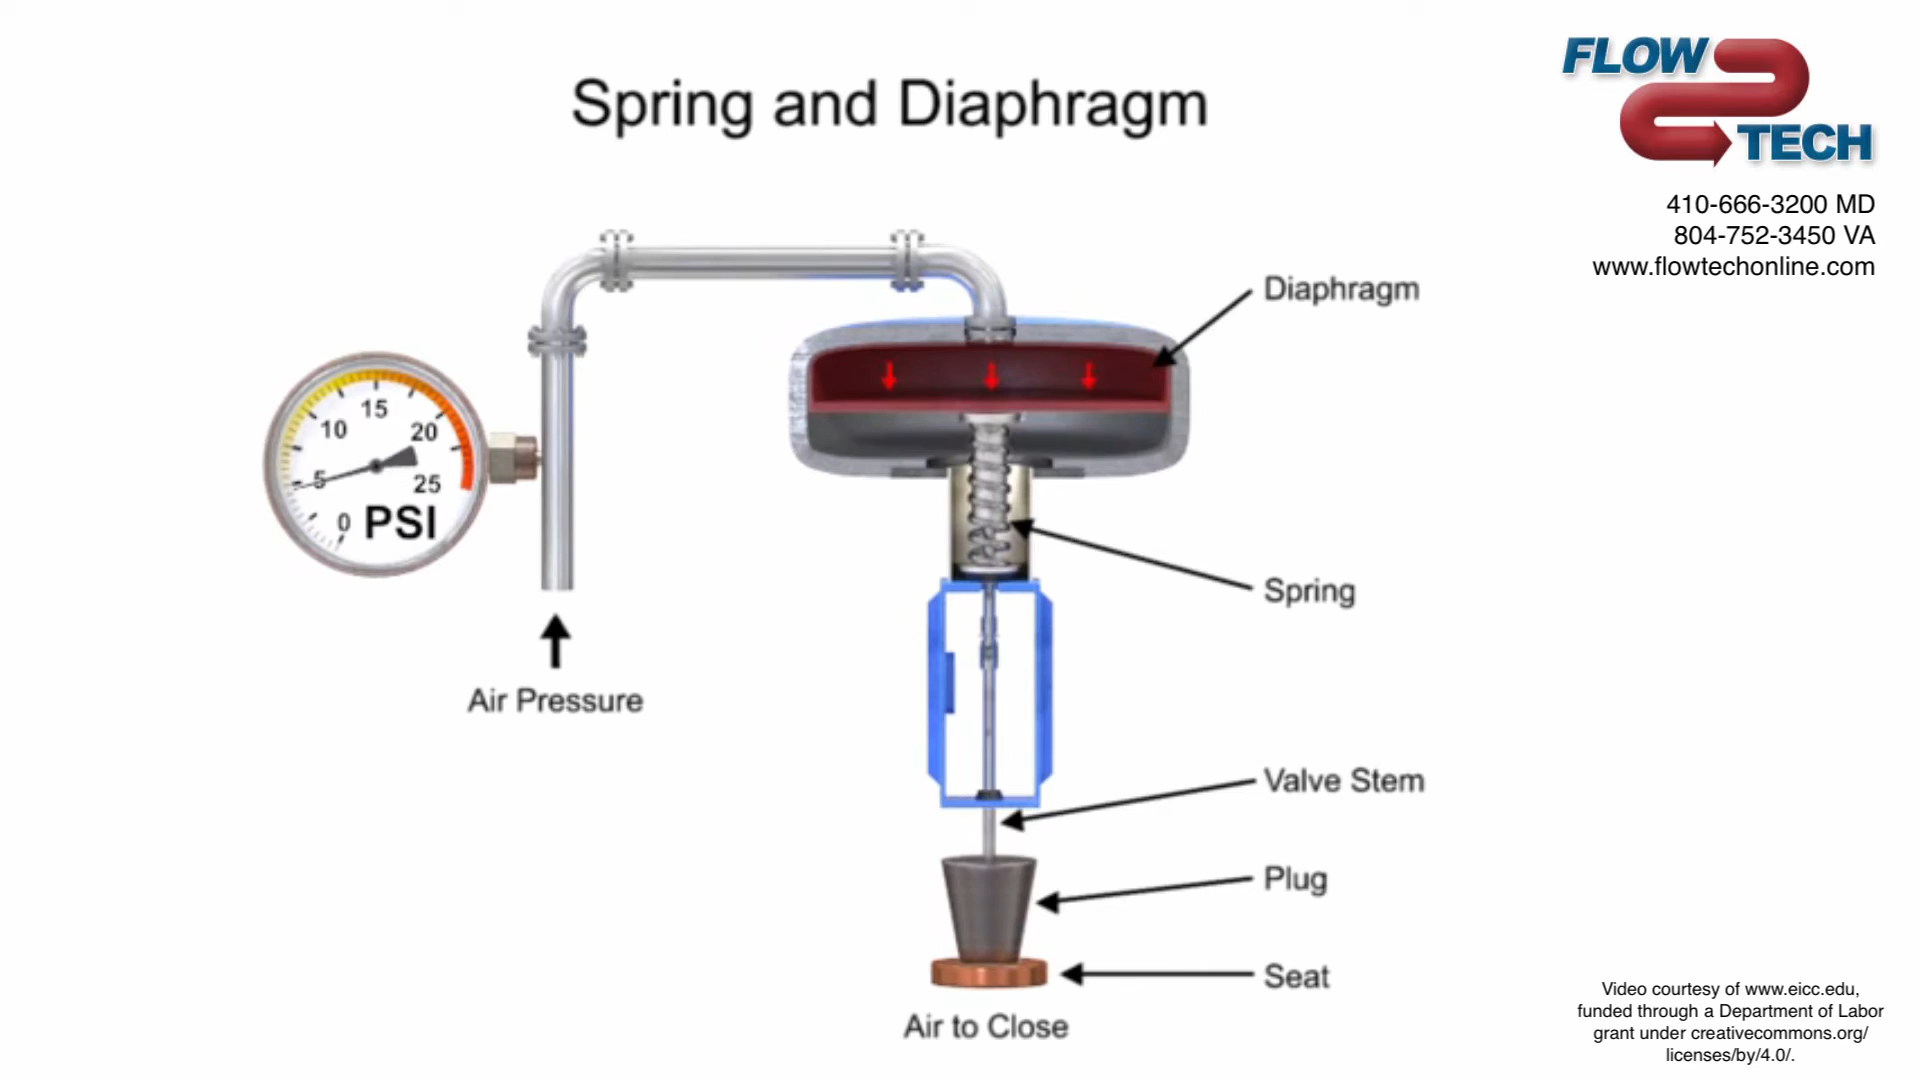 Spring and Diaphragm
FLOW
TECH
410-666-3200 MD
804-752-3450 VA
www.flowtechonline.com
Diaphragm
15
10
20
5
25
0
PSI
Spring
Air Pressure
Valve Stem
Plug
Seat
Air to Close
Video courtesy of www.eicc.edu,
funded through a Department of Labor
grant under creativecommons.org/
licenses/by/4.0/.